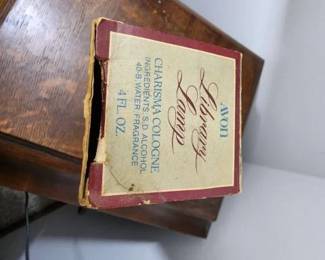 AVON
Library
Lamp
CHARISMA COLOGNE
INGREDIENTS: S.D. ALCOHOL
40-B, WATER, FRAGRANCE
4 FL. OZ.